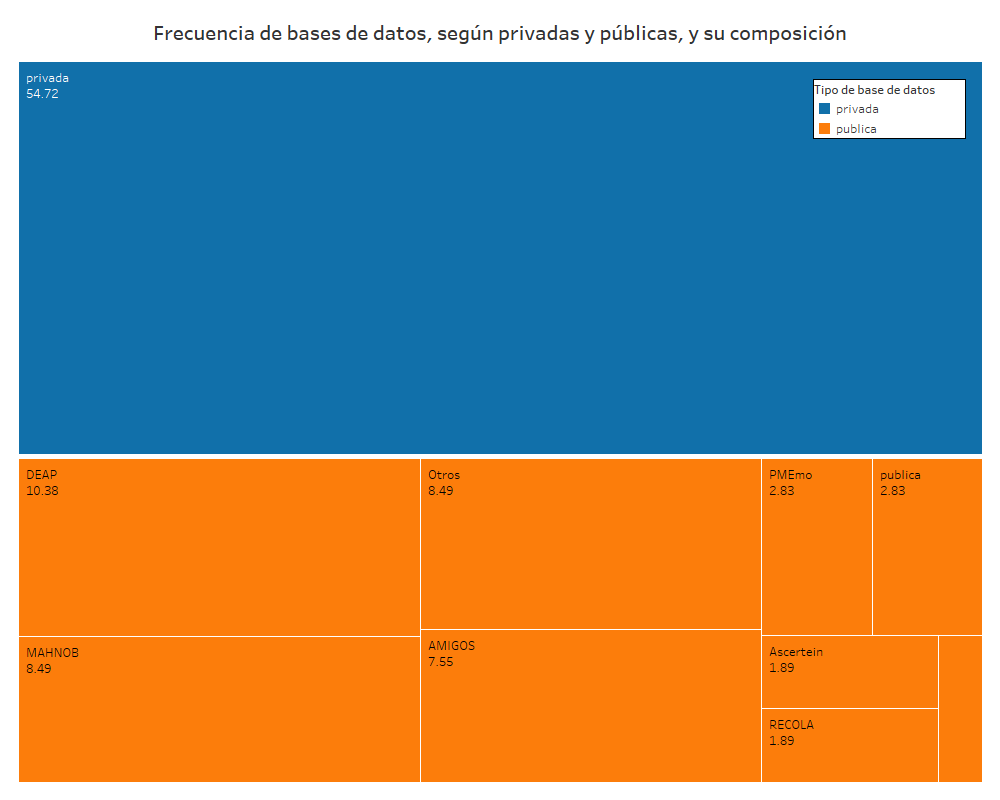 Frecuencia de bases de datos, según privadas y públicas, y su composición
privada
54.72
Tipo de base de datos
privada
publica
DEAP
10.38
Otros
8.49
PMEmo
2.83
publica
2.83
MAHNOB
8.49
AMIGOS
7.55
Ascertein
1.89
RECOLA
1.89